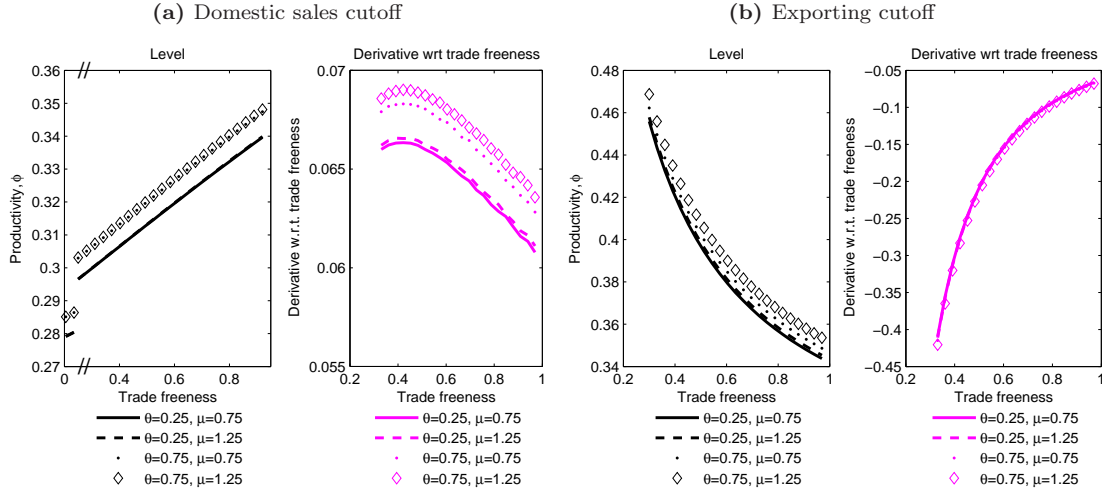 (a) Domestic sales cutoff
Level
0.36
0.35
0.34
0.33
0.32
0.31
0.3
0.29
0.28
0.27
Productivity, ϕ
0
0.4
0.6
0.8
Trade freeness
θ=0.25, μ=0.75
θ=0.25, μ=1.25
θ=0.75, μ=0.75
θ=0.75, μ=1.25
Derivative wrt trade freeness
0.07
0.065
0.06
0.055
Derivative w.r.t. trade freeness
0.2
0.4
0.6
0.8
1
Trade freeness
θ=0.25, μ=0.75
θ=0.25, μ=1.25
θ=0.75, μ=0.75
θ=0.75, μ=1.25
(b) Exporting cutoff
Level
0.48
0.46
0.44
0.42
0.4
0.38
0.36
0.34
Productivity, ϕ
0.2
0.4
0.6
0.8
1
Trade freeness
θ=0.25, μ=0.75
θ=0.25, μ=1.25
θ=0.75, μ=0.75
θ=0.75, μ=1.25
Derivative wrt trade freeness
−0.05
−0.1
−0.15
−0.2
−0.25
−0.3
−0.35
−0.4
−0.45
Derivative w.r.t. trade freeness
0.2
0.4
0.6
0.8
1
Trade freeness
θ=0.25, μ=0.75
θ=0.25, μ=1.25
θ=0.75, μ=0.75
θ=0.75, μ=1.25